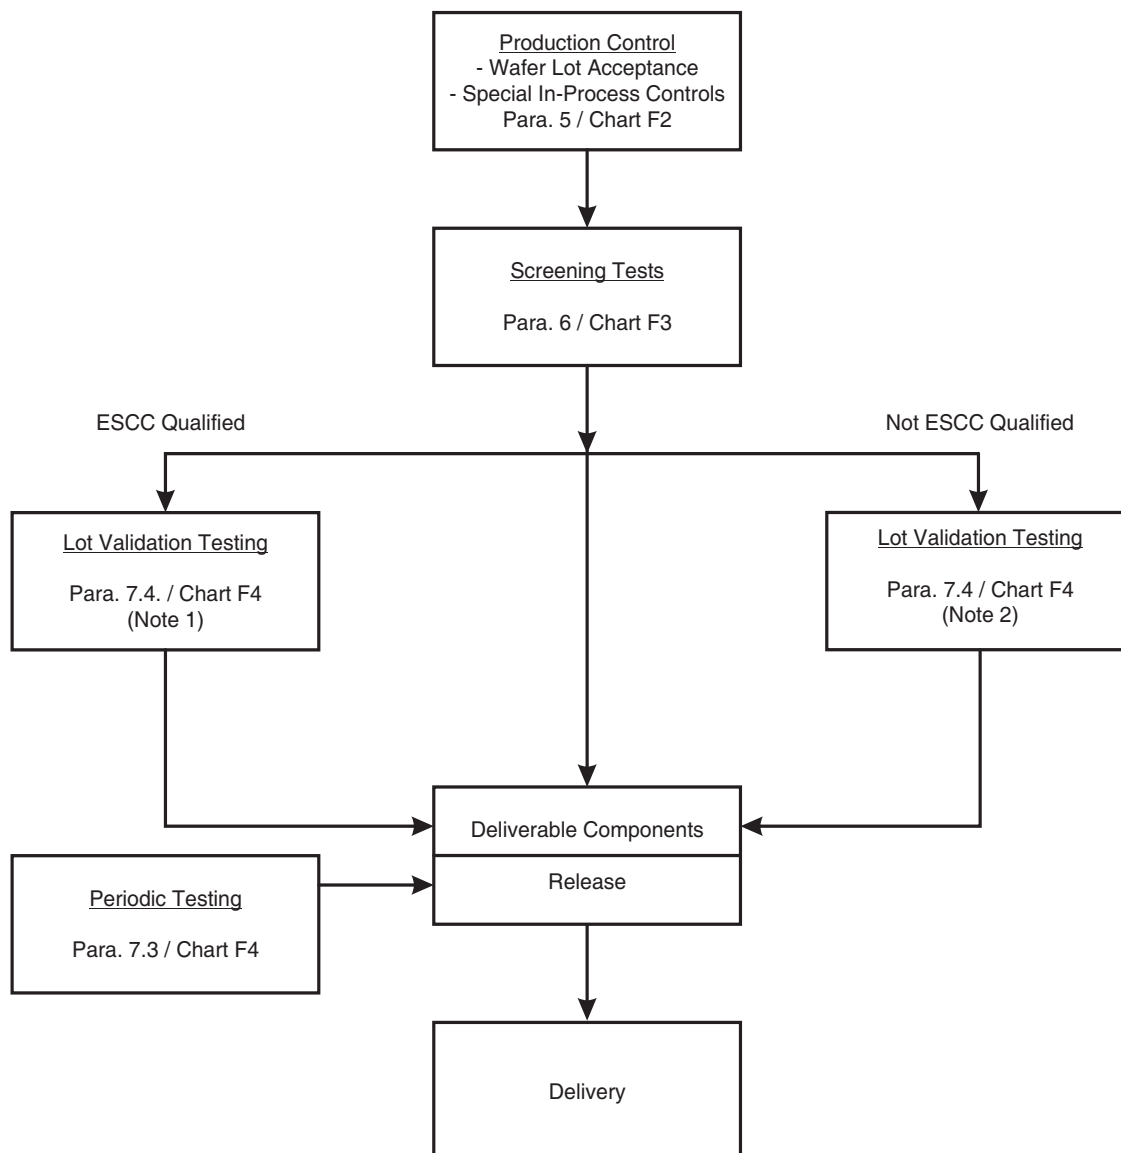 Production Control
- Wafer Lot Acceptance
- Special In-Process Controls
Para. 5 / Chart F2
Screening Tests
Para. 6 / Chart F3
ESCC Qualified
Not ESCC Qualified
Lot Validation Testing
Para. 7.4. / Chart F4
(Note 1)
Lot Validation Testing
Para. 7.4 / Chart F4
(Note 2)
Deliverable Components
Release
Periodic Testing
Para. 7.3 / Chart F4
Delivery